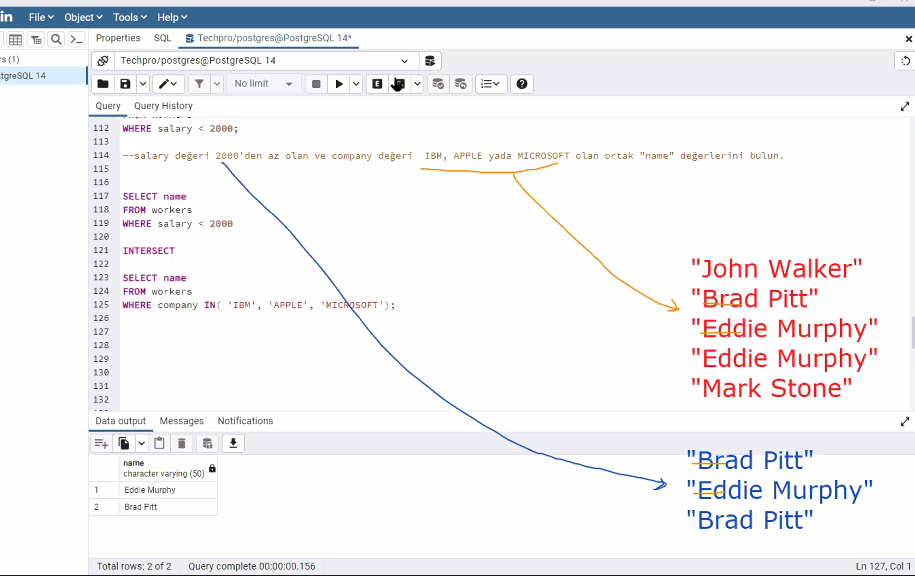 in File Object Tools Help
Properties SQL Techpro/postgres@PostgreSQL 14*
s (1)
stgreSQL 14
Techpro/postgres@PostgreSQL 14
No limit
Query Query History
112 WHERE salary < 2000;
113
114 --salary değeri 2000'den az olan ve company değeri IBM, APPLE yada MICROSOFT olan ortak "name" değerlerini bulun.
115
116
117 SELECT name
118 FROM workers
119 WHERE salary < 2000
120
121 INTERSECT
122
123 SELECT name
124 FROM workers
125 WHERE company IN( 'IBM', 'APPLE', 'MICROSOFT');
126
127
128
129
130
131
132
"John Walker"
"Brad Pitt"
"Eddie Murphy"
"Eddie Murphy"
"Mark Stone"
Data output Messages Notifications
name
character varying (50)
1 Eddie Murphy
2 Brad Pitt
"Brad Pitt"
"Eddie Murphy"
"Brad Pitt"
Total rows: 2 of 2 Query complete 00:00:00.156 Ln 127, Col 1